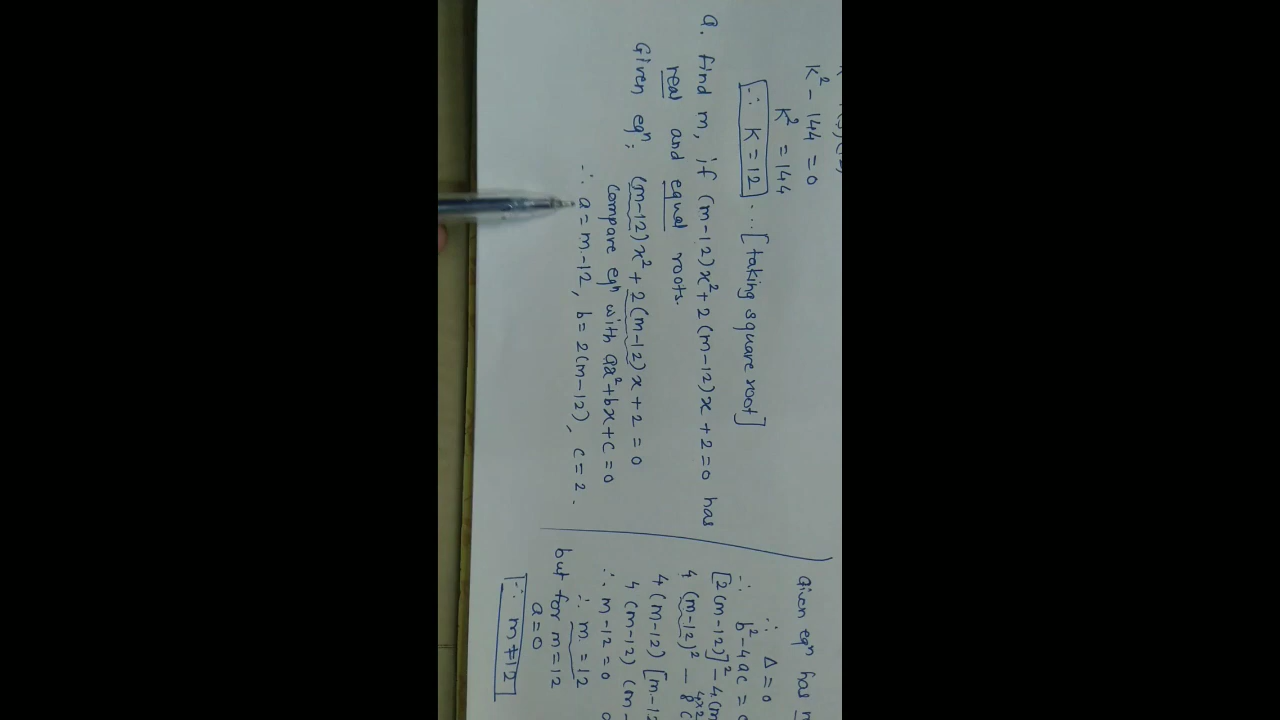 K² - 144 = 0
K² = 144
∴ K = 12 ... [taking square root]
Q. find m, if (m-12)x² + 2(m-12)x + 2 = 0 has
real and equal roots.
Given eqⁿ: (m-12)x² + 2(m-12)x + 2 = 0
compare eqⁿ with ax² + bx + c = 0
∴ a = m-12, b = 2(m-12), c = 2.
Given eqⁿ has
∴ Δ = 0
∴ b² - 4ac =
[2(m-12)]² - 4(m
4(m-12)² - 8(
4×2
4(m-12) [m-12
4(m-12) (m-
∴ m-12 = 0
∴ m = 12
but for m = 12
a = 0
∴ m ≠ 12